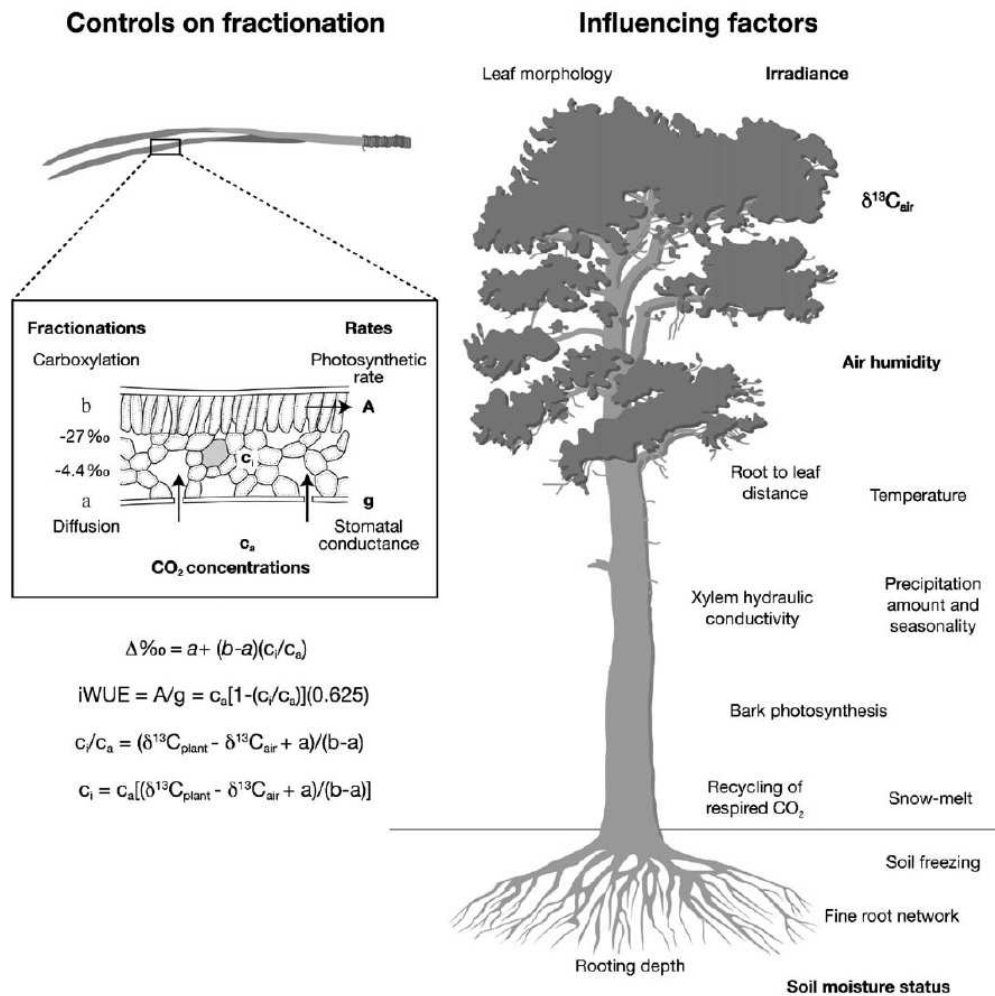 Controls on fractionation
Fractionations
Rates
Carboxylation
Photosynthetic
rate
b
A
-27‰
cᵢ
-4.4‰
a
g
Diffusion
Stomatal
conductance
cₐ
CO₂ concentrations
Δ‰ = a+ (b-a)(cᵢ/cₐ)
iWUE = A/g = cₐ[1-(cᵢ/cₐ)](0.625)
cᵢ/cₐ = (δ¹³Cplant - δ¹³Cair + a)/(b-a)
cᵢ = cₐ[(δ¹³Cplant - δ¹³Cair + a)/(b-a)]
Influencing factors
Leaf morphology
Irradiance
δ¹³Cair
Air humidity
Root to leaf
distance
Temperature
Xylem hydraulic
conductivity
Precipitation
amount and
seasonality
Bark photosynthesis
Recycling of
respired CO₂
Snow-melt
Soil freezing
Fine root network
Rooting depth
Soil moisture status